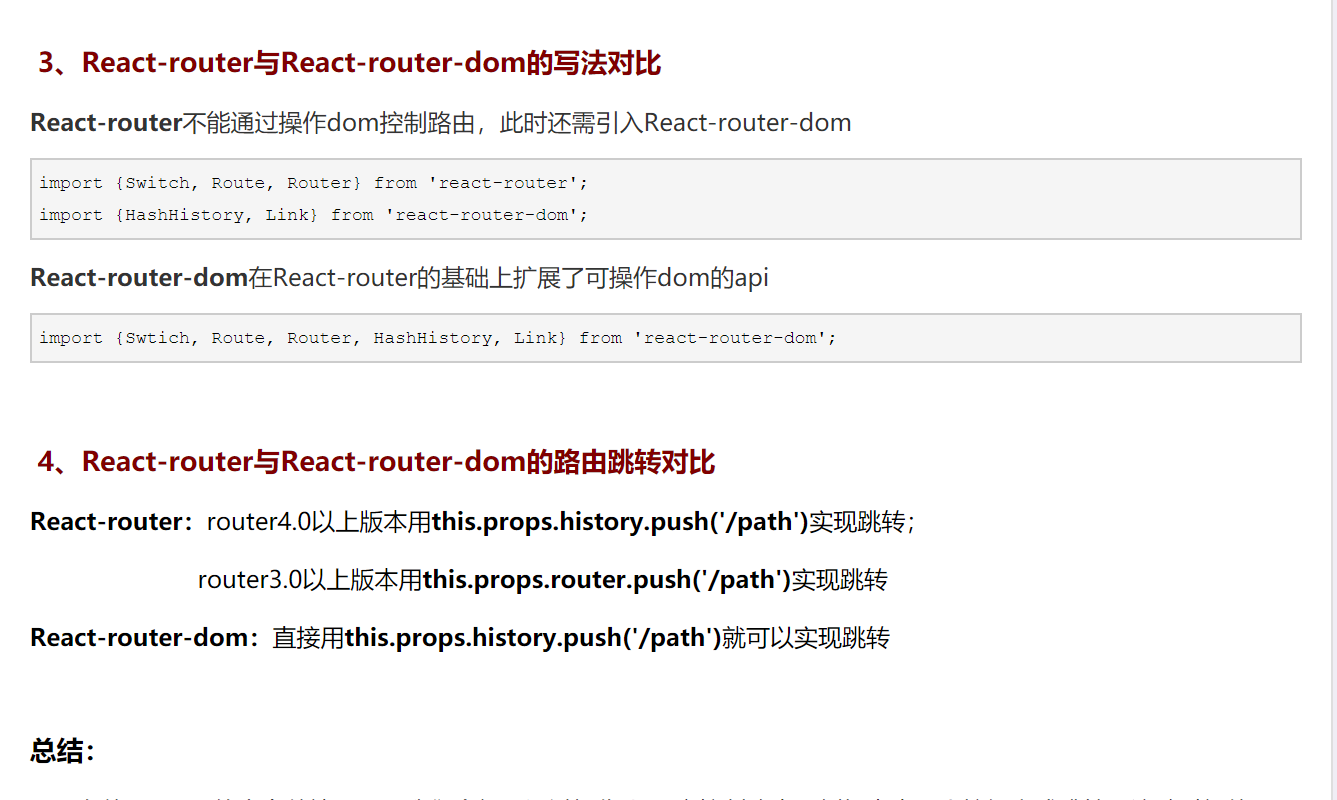 3、React-router与React-router-dom的写法对比
React-router不能通过操作dom控制路由，此时还需引入React-router-dom
import {Switch, Route, Router} from 'react-router';
import {HashHistory, Link} from 'react-router-dom';
React-router-dom在React-router的基础上扩展了可操作dom的api
import {Swtich, Route, Router, HashHistory, Link} from 'react-router-dom';
4、React-router与React-router-dom的路由跳转对比
React-router：router4.0以上版本用this.props.history.push('/path')实现跳转；
router3.0以上版本用this.props.router.push('/path')实现跳转
React-router-dom：直接用this.props.history.push('/path')就可以实现跳转
总结：